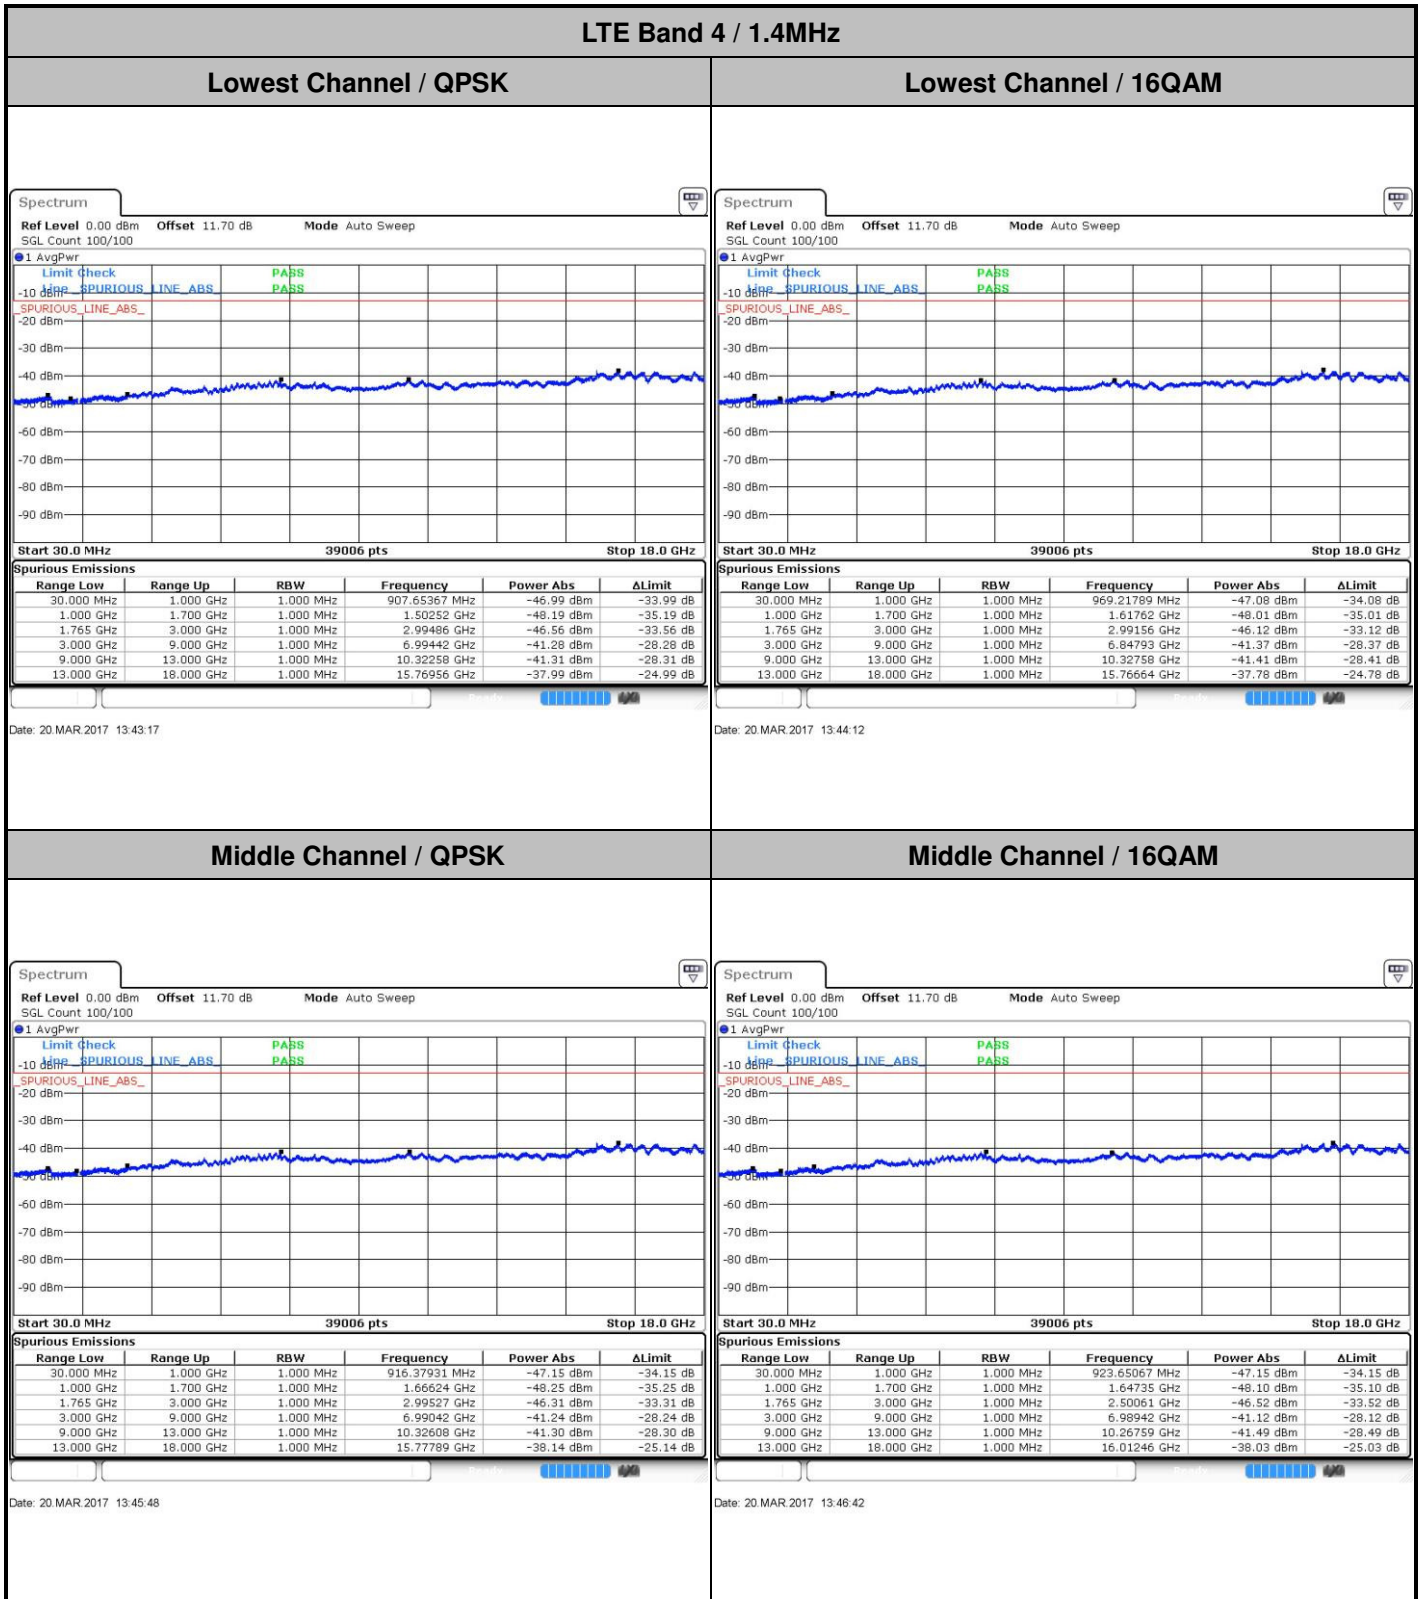 LTE Band 4 / 1.4MHz
Lowest Channel / QPSK
Lowest Channel / 16QAM
Spectrum
Ref Level 0.00 dBm Offset 11.70 dB Mode Auto Sweep
SGL Count 100/100
1 AvgPwr
Limit Check PASS
Line _SPURIOUS_LINE_ABS_ PASS
-10 dBm
_SPURIOUS_LINE_ABS_
-20 dBm
-30 dBm
-40 dBm
-50 dBm
-60 dBm
-70 dBm
-80 dBm
-90 dBm
Start 30.0 MHz 39006 pts Stop 18.0 GHz
Spurious Emissions
Range Low Range Up RBW Frequency Power Abs ΔLimit
30.000 MHz 1.000 GHz 1.000 MHz 907.65367 MHz -46.99 dBm -33.99 dB
1.000 GHz 1.700 GHz 1.000 MHz 1.50252 GHz -48.19 dBm -35.19 dB
1.765 GHz 3.000 GHz 1.000 MHz 2.99486 GHz -46.56 dBm -33.56 dB
3.000 GHz 9.000 GHz 1.000 MHz 6.99442 GHz -41.28 dBm -28.28 dB
9.000 GHz 13.000 GHz 1.000 MHz 10.32258 GHz -41.31 dBm -28.31 dB
13.000 GHz 18.000 GHz 1.000 MHz 15.76956 GHz -37.99 dBm -24.99 dB
Date: 20.MAR.2017 13:43:17
Spectrum
Ref Level 0.00 dBm Offset 11.70 dB Mode Auto Sweep
SGL Count 100/100
1 AvgPwr
Limit Check PASS
Line _SPURIOUS_LINE_ABS_ PASS
-10 dBm
_SPURIOUS_LINE_ABS_
-20 dBm
-30 dBm
-40 dBm
-50 dBm
-60 dBm
-70 dBm
-80 dBm
-90 dBm
Start 30.0 MHz 39006 pts Stop 18.0 GHz
Spurious Emissions
Range Low Range Up RBW Frequency Power Abs ΔLimit
30.000 MHz 1.000 GHz 1.000 MHz 969.21789 MHz -47.08 dBm -34.08 dB
1.000 GHz 1.700 GHz 1.000 MHz 1.61762 GHz -48.01 dBm -35.01 dB
1.765 GHz 3.000 GHz 1.000 MHz 2.99156 GHz -46.12 dBm -33.12 dB
3.000 GHz 9.000 GHz 1.000 MHz 6.84793 GHz -41.37 dBm -28.37 dB
9.000 GHz 13.000 GHz 1.000 MHz 10.32758 GHz -41.41 dBm -28.41 dB
13.000 GHz 18.000 GHz 1.000 MHz 15.76664 GHz -37.78 dBm -24.78 dB
Date: 20.MAR.2017 13:44:12
Middle Channel / QPSK
Middle Channel / 16QAM
Spectrum
Ref Level 0.00 dBm Offset 11.70 dB Mode Auto Sweep
SGL Count 100/100
1 AvgPwr
Limit Check PASS
Line _SPURIOUS_LINE_ABS_ PASS
-10 dBm
_SPURIOUS_LINE_ABS_
-20 dBm
-30 dBm
-40 dBm
-50 dBm
-60 dBm
-70 dBm
-80 dBm
-90 dBm
Start 30.0 MHz 39006 pts Stop 18.0 GHz
Spurious Emissions
Range Low Range Up RBW Frequency Power Abs ΔLimit
30.000 MHz 1.000 GHz 1.000 MHz 916.37931 MHz -47.15 dBm -34.15 dB
1.000 GHz 1.700 GHz 1.000 MHz 1.66624 GHz -48.25 dBm -35.25 dB
1.765 GHz 3.000 GHz 1.000 MHz 2.99527 GHz -46.31 dBm -33.31 dB
3.000 GHz 9.000 GHz 1.000 MHz 6.99042 GHz -41.24 dBm -28.24 dB
9.000 GHz 13.000 GHz 1.000 MHz 10.32608 GHz -41.30 dBm -28.30 dB
13.000 GHz 18.000 GHz 1.000 MHz 15.77789 GHz -38.14 dBm -25.14 dB
Date: 20.MAR.2017 13:45:48
Spectrum
Ref Level 0.00 dBm Offset 11.70 dB Mode Auto Sweep
SGL Count 100/100
1 AvgPwr
Limit Check PASS
Line _SPURIOUS_LINE_ABS_ PASS
-10 dBm
_SPURIOUS_LINE_ABS_
-20 dBm
-30 dBm
-40 dBm
-50 dBm
-60 dBm
-70 dBm
-80 dBm
-90 dBm
Start 30.0 MHz 39006 pts Stop 18.0 GHz
Spurious Emissions
Range Low Range Up RBW Frequency Power Abs ΔLimit
30.000 MHz 1.000 GHz 1.000 MHz 923.65067 MHz -47.15 dBm -34.15 dB
1.000 GHz 1.700 GHz 1.000 MHz 1.64735 GHz -48.10 dBm -35.10 dB
1.765 GHz 3.000 GHz 1.000 MHz 2.50061 GHz -46.52 dBm -33.52 dB
3.000 GHz 9.000 GHz 1.000 MHz 6.98942 GHz -41.12 dBm -28.12 dB
9.000 GHz 13.000 GHz 1.000 MHz 10.26759 GHz -41.49 dBm -28.49 dB
13.000 GHz 18.000 GHz 1.000 MHz 16.01246 GHz -38.03 dBm -25.03 dB
Date: 20.MAR.2017 13:46:42